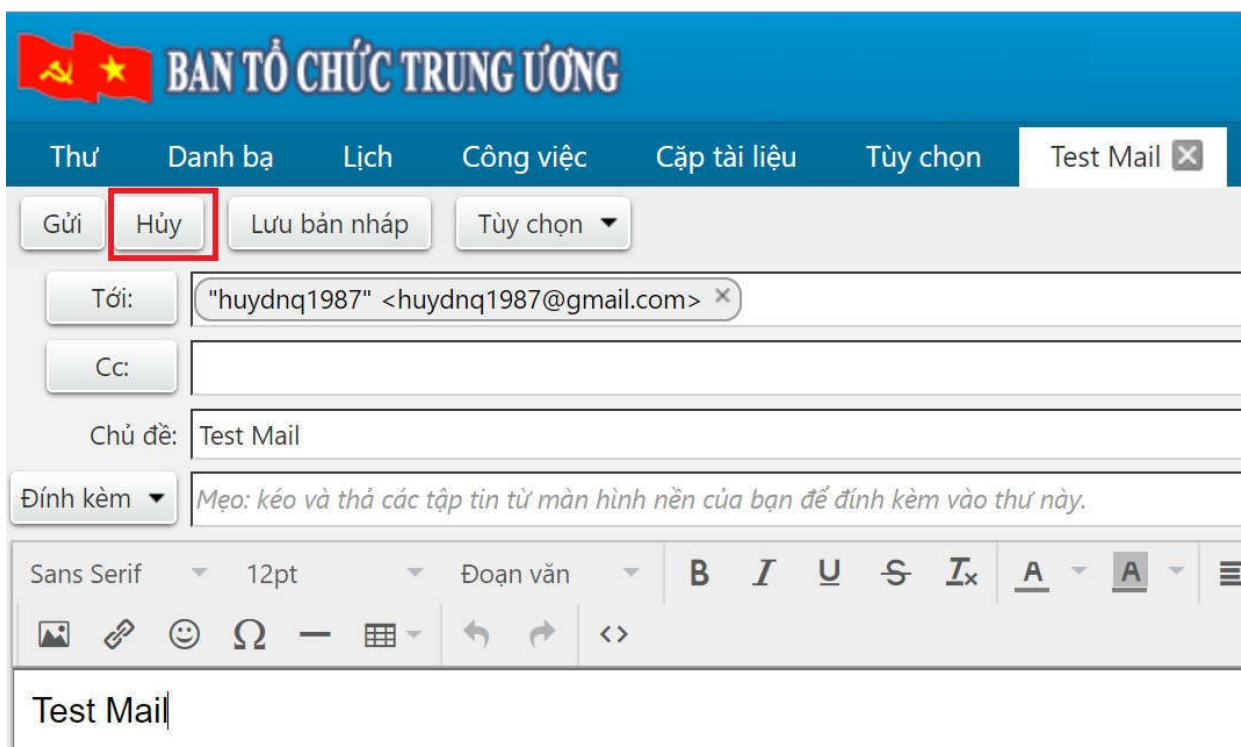 BAN TỔ CHỨC TRUNG ƯƠNG
Thư Danh bạ Lịch Công việc Cặp tài liệu Tùy chọn Test Mail
Gửi Hủy Lưu bản nháp Tùy chọn
Tới: "huydnq1987" <huydnq1987@gmail.com> ×
Cc:
Chủ đề: Test Mail
Đính kèm Mẹo: kéo và thả các tập tin từ màn hình nền của bạn để đính kèm vào thư này.
Sans Serif 12pt Đoạn văn B I U S Ix A A
Ω <>
Test Mail